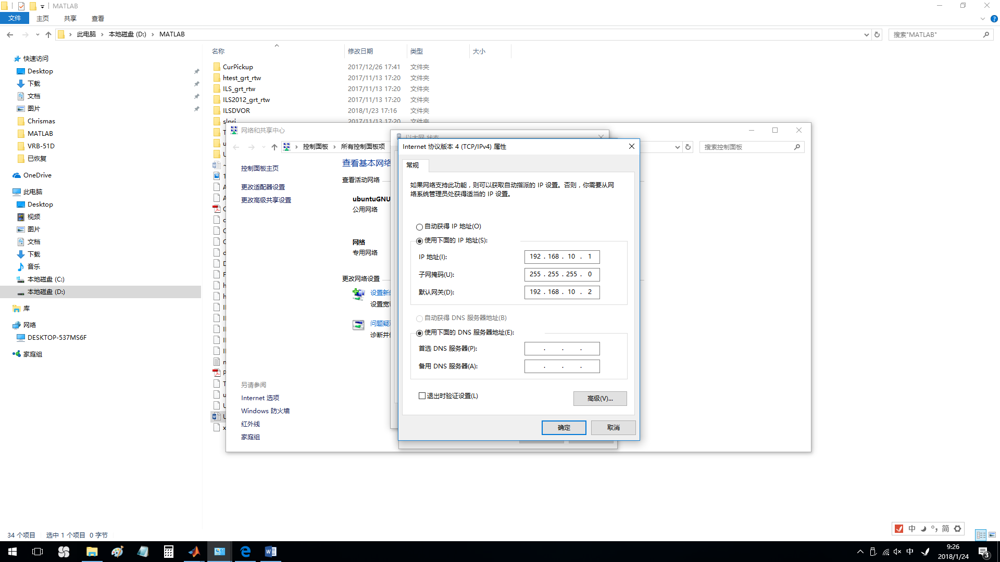 MATLAB
文件 主页 共享 查看
此电脑 本地磁盘 (D:) MATLAB
搜索"MATLAB"
名称 修改日期 类型 大小
快速访问
Desktop
下载
文档
图片
Chrismas
MATLAB
VRB-51D
已恢复
OneDrive
此电脑
Desktop
视频
图片
文档
下载
音乐
本地磁盘 (C:)
本地磁盘 (D:)
库
网络
DESKTOP-537MS6F
家庭组
CurPickup 2017/12/26 17:41 文件夹
htest_grt_rtw 2017/11/13 17:20 文件夹
ILS_grt_rtw 2017/11/13 17:20 文件夹
ILS2012_grt_rtw 2017/11/13 17:20 文件夹
ILSDVOR 2018/1/23 17:16 文件夹
slprj 2017/11/13 17:20 文件夹
网络和共享中心
控制面板 所有控制面板项
搜索控制面板
控制面板主页
更改适配器设置
更改高级共享设置
查看基本网络
查看活动网络
ubuntuGNU
公用网络
网络
专用网络
更改网络设置
设置新的
设置宽
问题疑
诊断并
另请参阅
Internet 选项
Windows 防火墙
红外线
家庭组
以太网 状态
Internet 协议版本 4 (TCP/IPv4) 属性
常规
如果网络支持此功能，则可以获取自动指派的 IP 设置。否则，你需要从网
络系统管理员处获得适当的 IP 设置。
自动获得 IP 地址(O)
使用下面的 IP 地址(S):
IP 地址(I): 192 . 168 . 10 . 1
子网掩码(U): 255 . 255 . 255 . 0
默认网关(D): 192 . 168 . 10 . 2
自动获得 DNS 服务器地址(B)
使用下面的 DNS 服务器地址(E):
首选 DNS 服务器(P): . . .
备用 DNS 服务器(A): . . .
退出时验证设置(L)
高级(V)...
确定 取消
34 个项目 选中 1 个项目 0 字节
中 简
中
9:26
2018/1/24
3